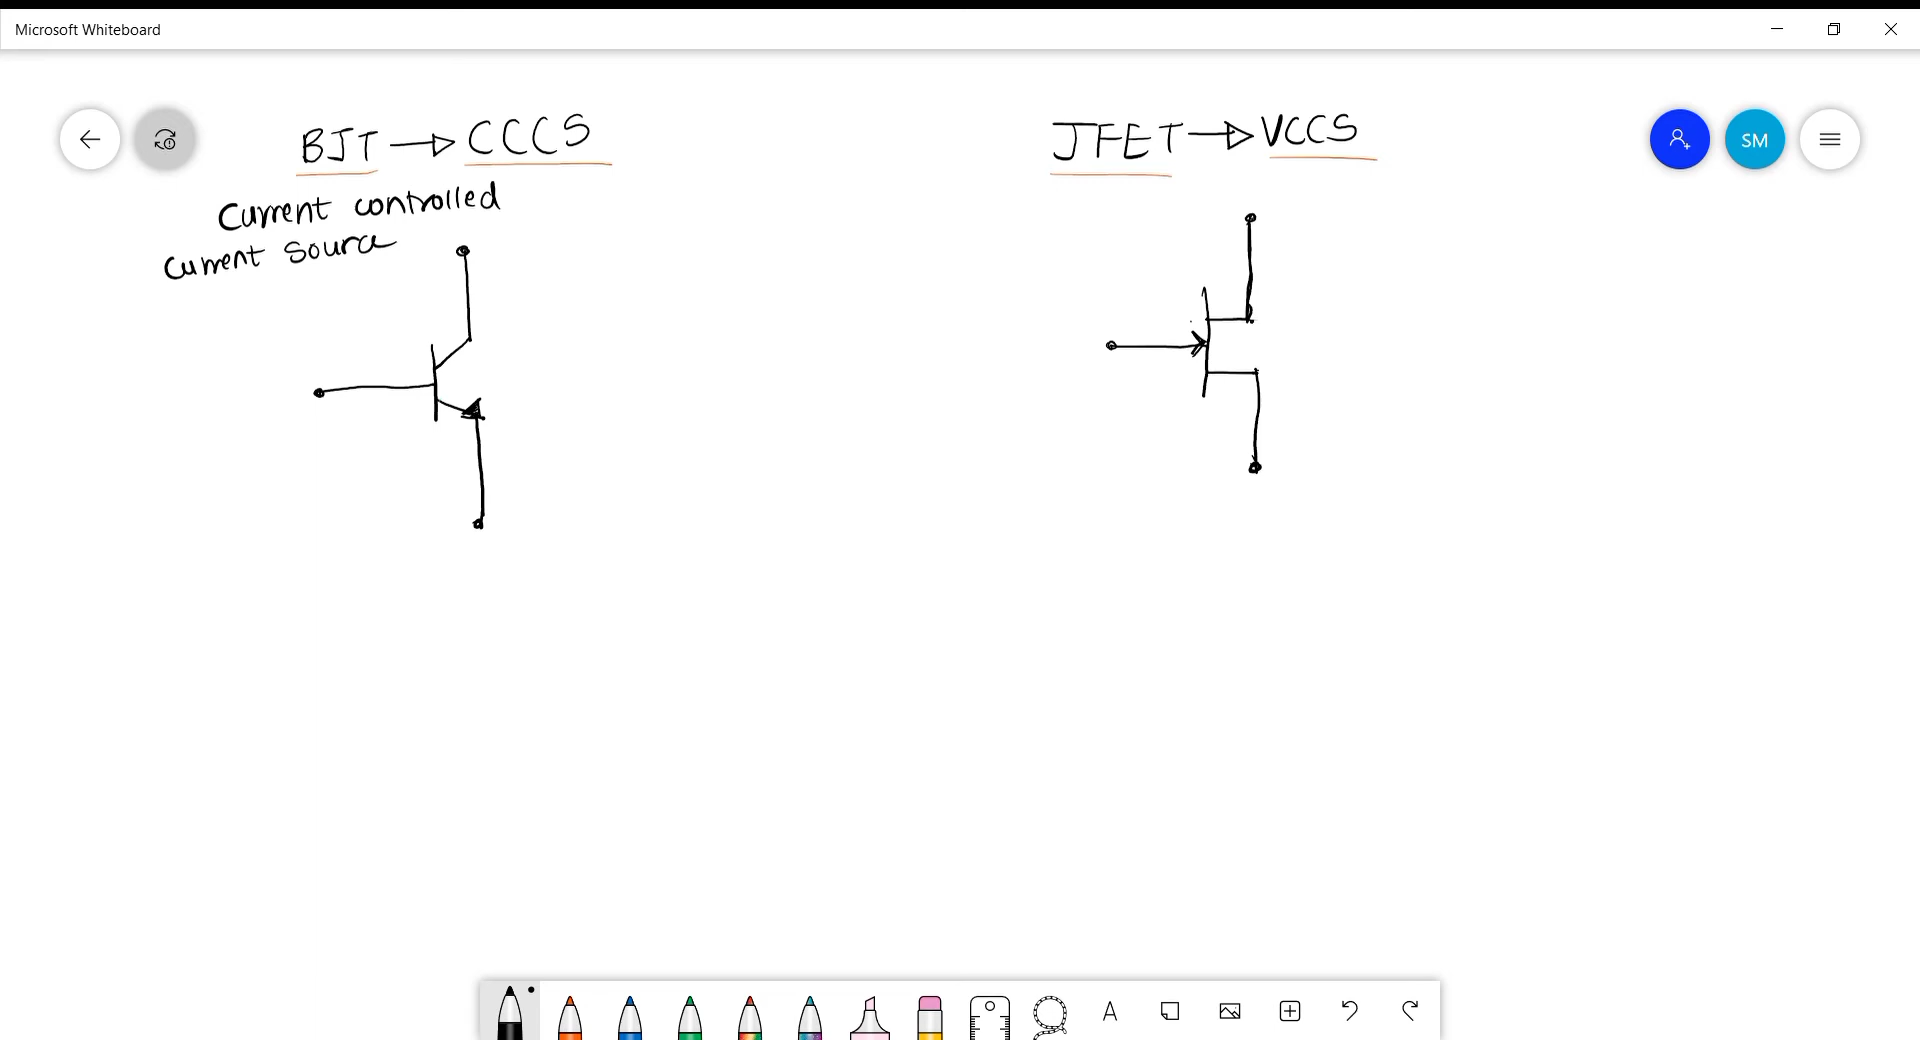 Microsoft Whiteboard
BJT → CCCS
Current controlled
Current source
JFET → VCCS
SM
A